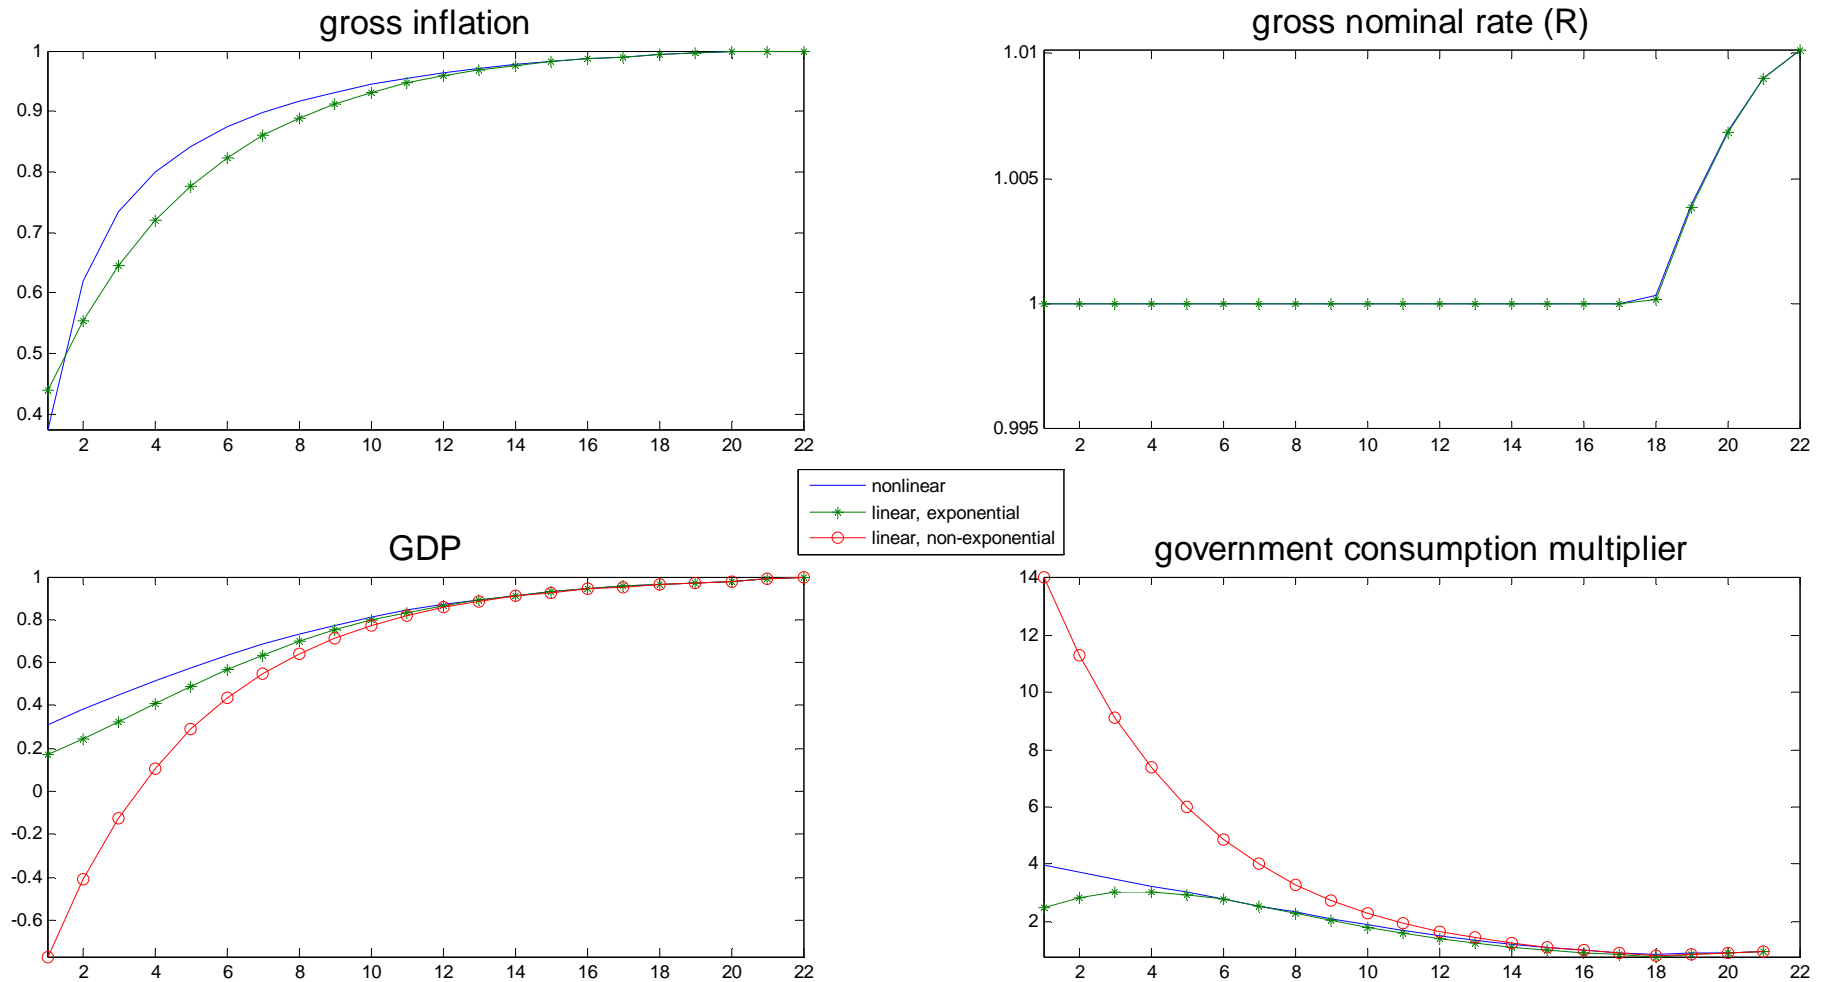 gross inflation
1
0.9
0.8
0.7
0.6
0.5
0.4
2 4 6 8 10 12 14 16 18 20 22
gross nominal rate (R)
1.01
1.005
1
0.995
2 4 6 8 10 12 14 16 18 20 22
nonlinear
linear, exponential
linear, non-exponential
GDP
1
0.8
0.6
0.4
0.2
0
-0.2
-0.4
-0.6
2 4 6 8 10 12 14 16 18 20 22
government consumption multiplier
14
12
10
8
6
4
2
2 4 6 8 10 12 14 16 18 20 22